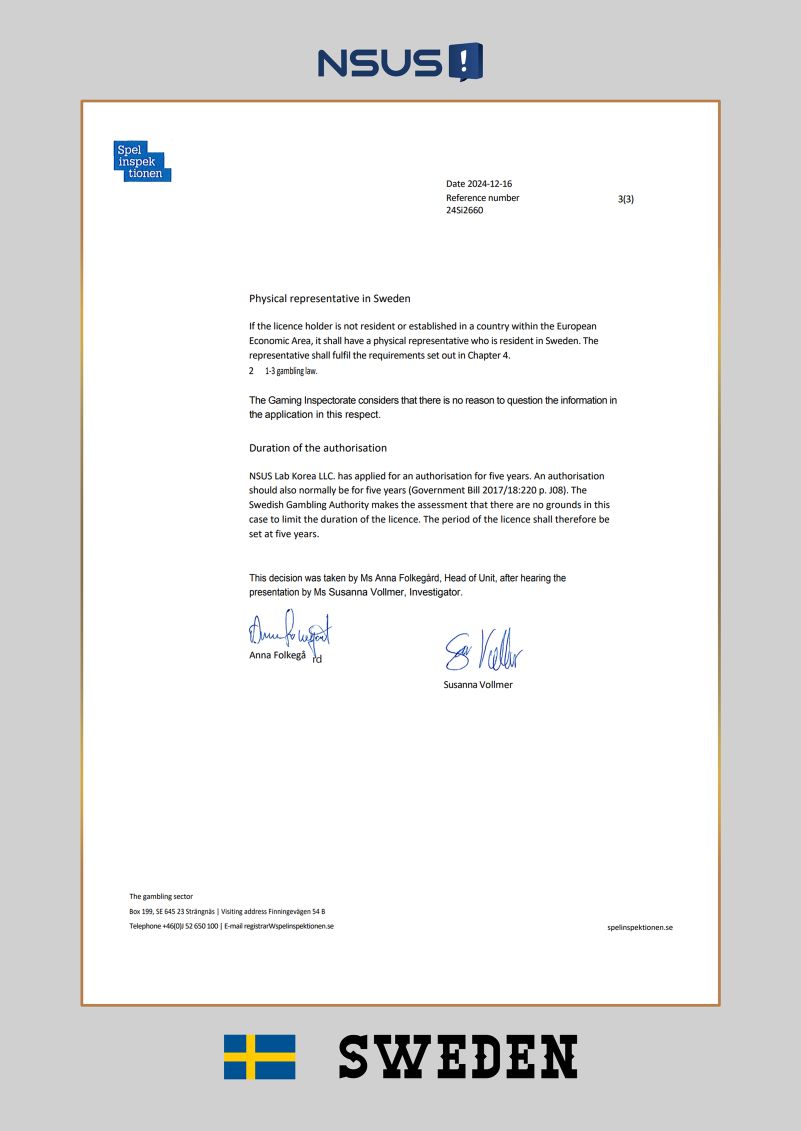 NSUS!
Spel
inspek
tionen
Date 2024-12-16
Reference number
24Si2660
3(3)
Physical representative in Sweden
If the licence holder is not resident or established in a country within the European
Economic Area, it shall have a physical representative who is resident in Sweden. The
representative shall fulfil the requirements set out in Chapter 4.
2 1-3 gambling law.
The Gaming Inspectorate considers that there is no reason to question the information in
the application in this respect.
Duration of the authorisation
NSUS Lab Korea LLC. has applied for an authorisation for five years. An authorisation
should also normally be for five years (Government Bill 2017/18:220 p. J08). The
Swedish Gambling Authority makes the assessment that there are no grounds in this
case to limit the duration of the licence. The period of the licence shall therefore be
set at five years.
This decision was taken by Ms Anna Folkegård, Head of Unit, after hearing the
presentation by Ms Susanna Vollmer, Investigator.
Anna Folkegå rd
Susanna Vollmer
The gambling sector
Box 199, SE 645 23 Strängnäs | Visiting address Finningevägen 54 B
Telephone +46(0)J 52 650 100 | E-mail registrarWspelinspektionen.se
spelinspektionen.se
SWEDEN